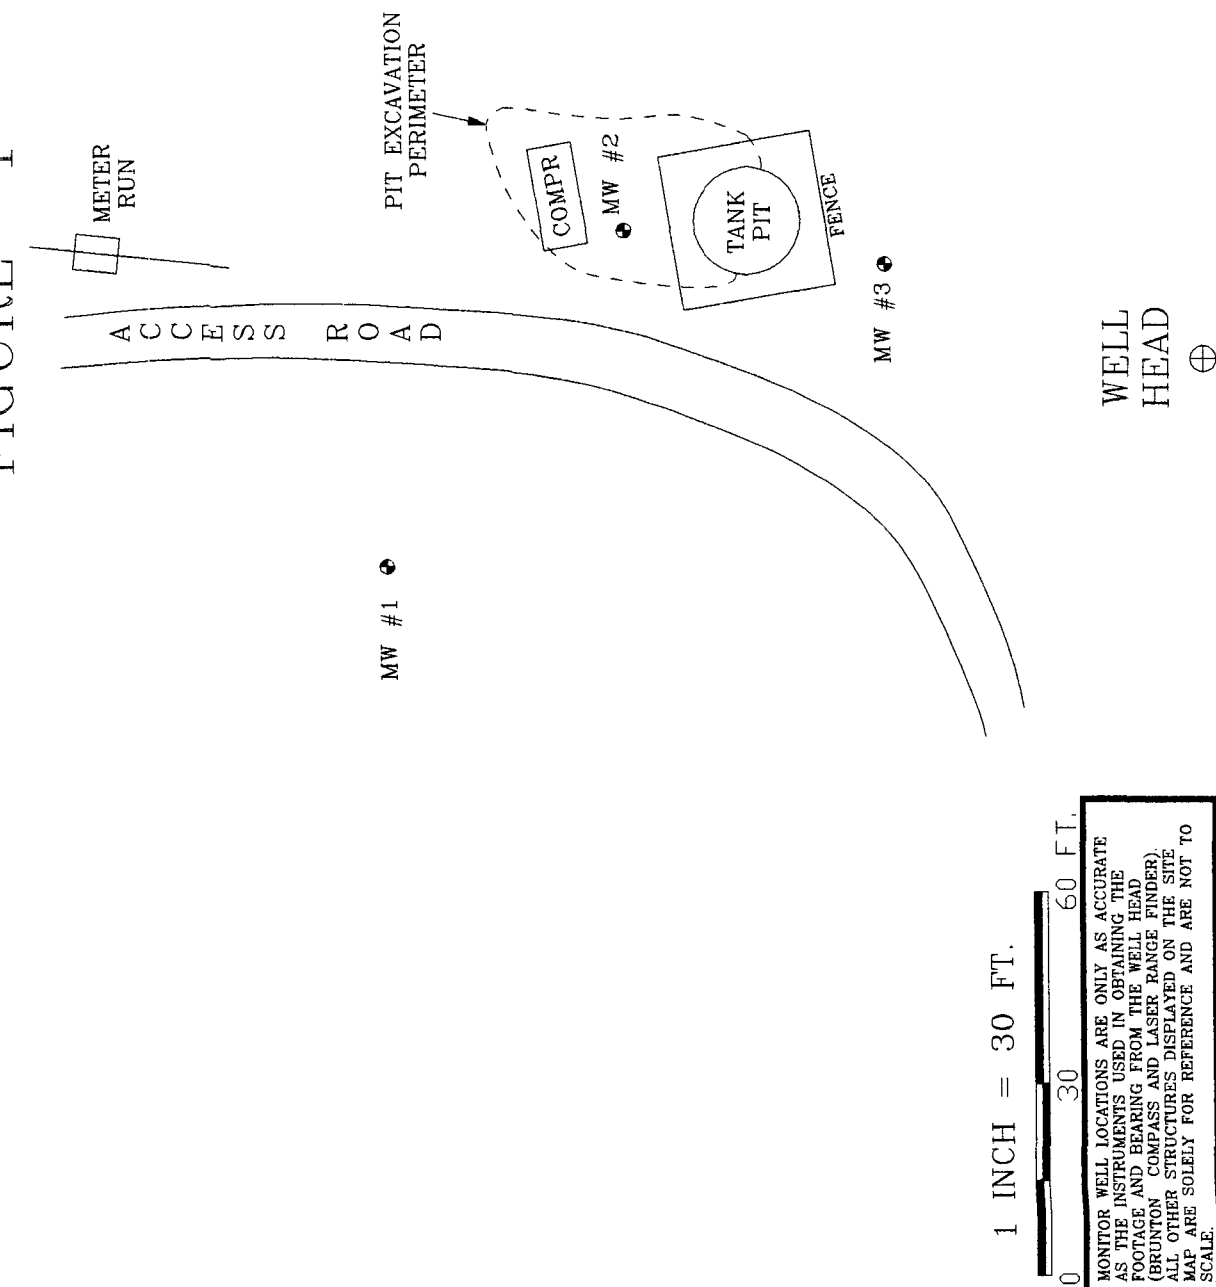 FIGURE 1
METER
RUN
PIT EXCAVATION
PERIMETER
COMPR
MW #2
TANK
PIT
FENCE
ACCESS ROAD
MW #3
MW #1
WELL
HEAD
1 INCH = 30 FT.
0 30 60 FT.
MONITOR WELL LOCATIONS ARE ONLY AS ACCURATE
AS THE INSTRUMENTS USED IN OBTAINING THE
FOOTAGE AND BEARING FROM THE WELL HEAD
(BRUNTON COMPASS AND LASER RANGE FINDER).
ALL OTHER STRUCTURES DISPLAYED ON THE SITE
MAP ARE SOLELY FOR REFERENCE AND ARE NOT TO
SCALE.